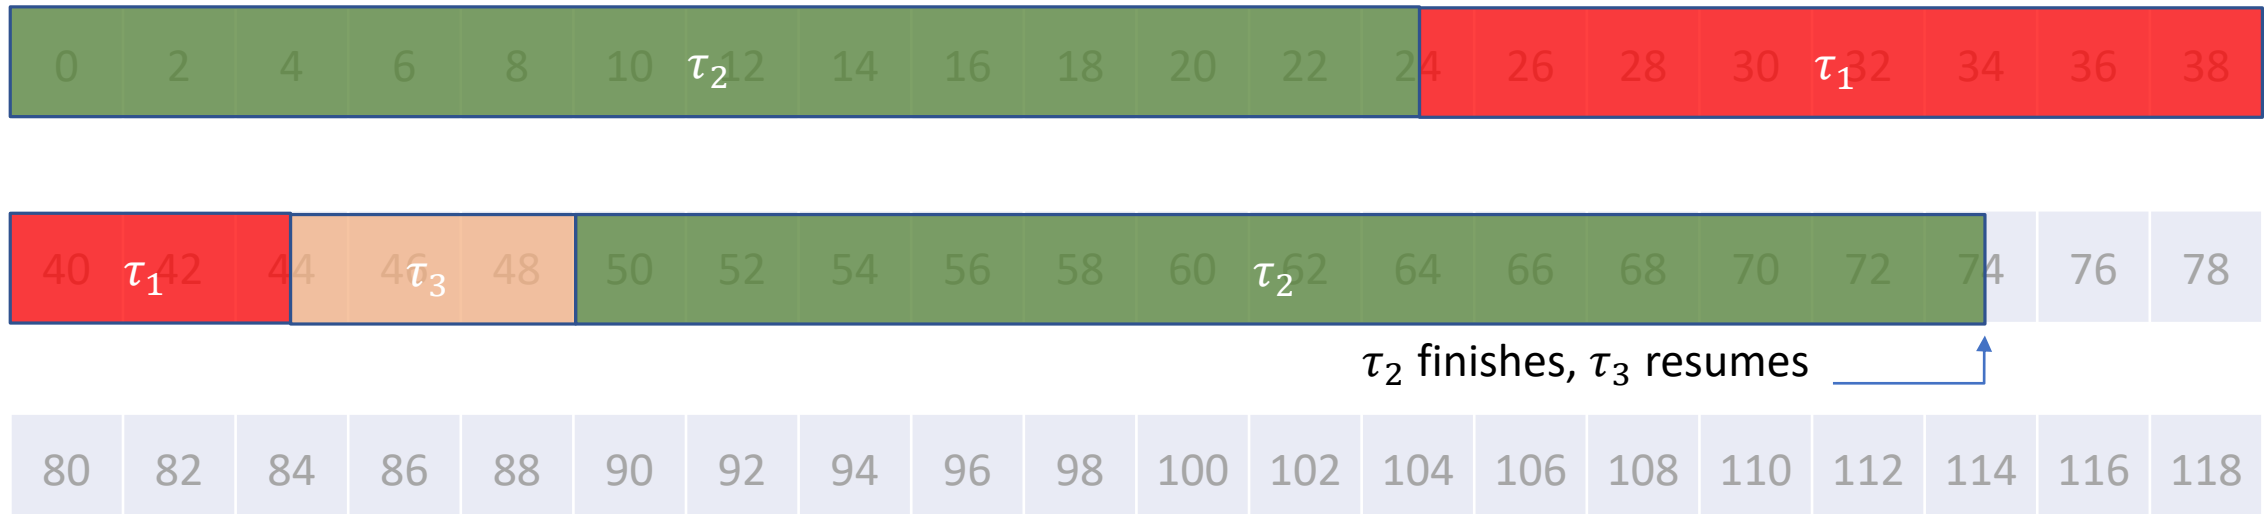 0 2 4 6 8 10 τ₂ 12 14 16 18 20 22 24 26 28 30 τ₁ 32 34 36 38
40 τ₁ 42 44 46 τ₃ 48 50 52 54 56 58 60 τ₂ 62 64 66 68 70 72 74 76 78
τ₂ finishes, τ₃ resumes
80 82 84 86 88 90 92 94 96 98 100 102 104 106 108 110 112 114 116 118